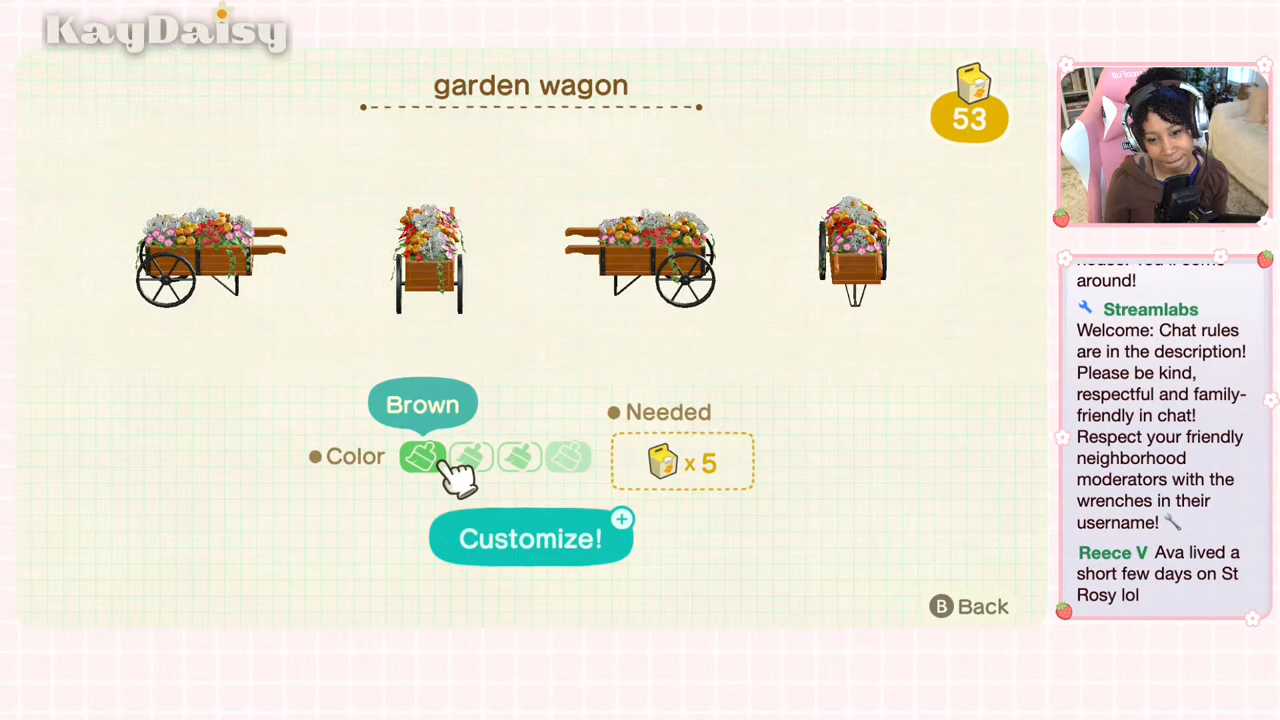 KayDaisy
garden wagon
53
Brown
Color
Needed
x 5
Customize!
B Back
around!
Streamlabs
Welcome: Chat rules
are in the description!
Please be kind,
respectful and family-
friendly in chat!
Respect your friendly
neighborhood
moderators with the
wrenches in their
username!
Reece V Ava lived a
short few days on St
Rosy lol